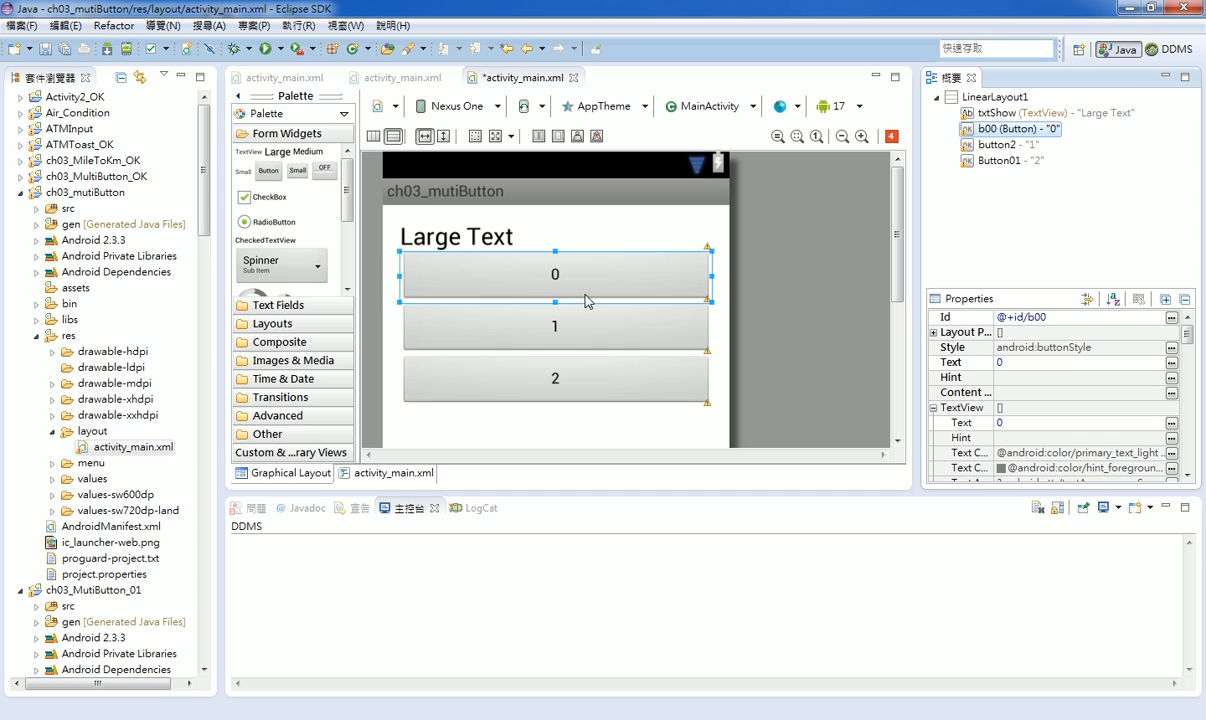 Java - ch03_mutiButton/res/layout/activity_main.xml - Eclipse SDK
檔案(F) 編輯(E) Refactor 導覽(N) 搜尋(A) 專案(P) 執行(R) 視窗(W) 說明(H)
快速存取
Java
DDMS
套件瀏覽器
Activity2_OK
Air_Condition
ATMInput
ATMToast_OK
ch03_MileToKm_OK
ch03_MultiButton_OK
ch03_mutiButton
src
gen [Generated Java Files]
Android 2.3.3
Android Private Libraries
Android Dependencies
assets
bin
libs
res
drawable-hdpi
drawable-ldpi
drawable-mdpi
drawable-xhdpi
drawable-xxhdpi
layout
activity_main.xml
menu
values
values-sw600dp
values-sw720dp-land
AndroidManifest.xml
ic_launcher-web.png
proguard-project.txt
project.properties
ch03_MutiButton_01
src
gen [Generated Java Files]
Android 2.3.3
Android Private Libraries
Android Dependencies
activity_main.xml
activity_main.xml
*activity_main.xml
Palette
Palette
Form Widgets
TextView Large Medium
Small Button Small OFF
CheckBox
RadioButton
CheckedTextView
Spinner
Sub Item
Text Fields
Layouts
Composite
Images & Media
Time & Date
Transitions
Advanced
Other
Custom & ...rary Views
Nexus One
AppTheme
MainActivity
17
4
ch03_mutiButton
Large Text
0
1
2
Graphical Layout
activity_main.xml
概要
LinearLayout1
txtShow (TextView) - "Large Text"
b00 (Button) - "0"
button2 - "1"
Button01 - "2"
Properties
Id @+id/b00
Layout P... []
Style android:buttonStyle
Text 0
Hint
Content ...
TextView []
Text 0
Hint
Text C... @android:color/primary_text_light ...
Text C... @android:color/hint_foregroun...
問題
Javadoc
宣告
主控台
LogCat
DDMS